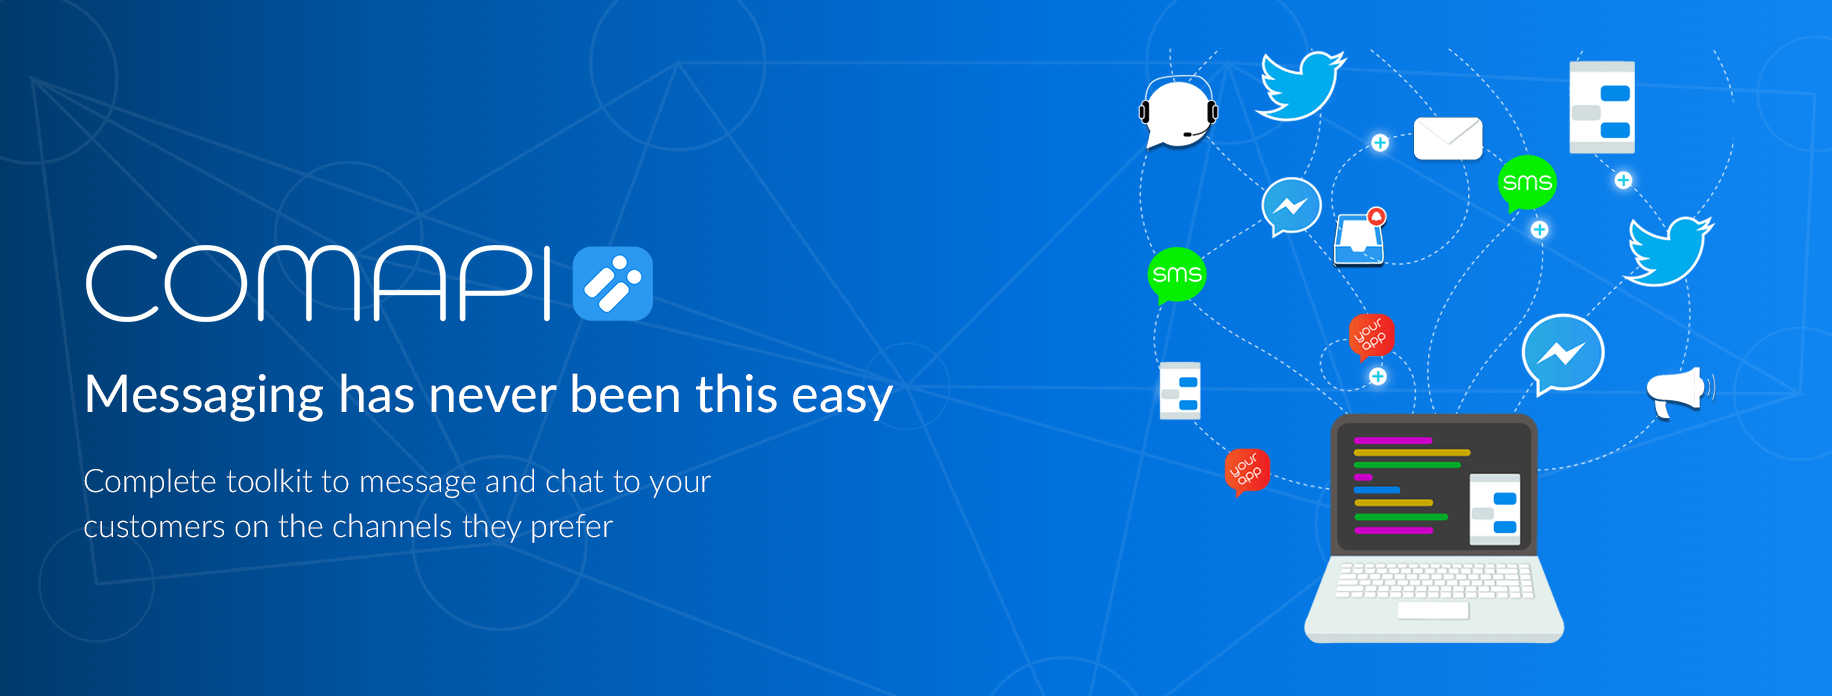 COMAPI
Messaging has never been this easy
Complete toolkit to message and chat to your
customers on the channels they prefer
sms
sms
your
app
your
app